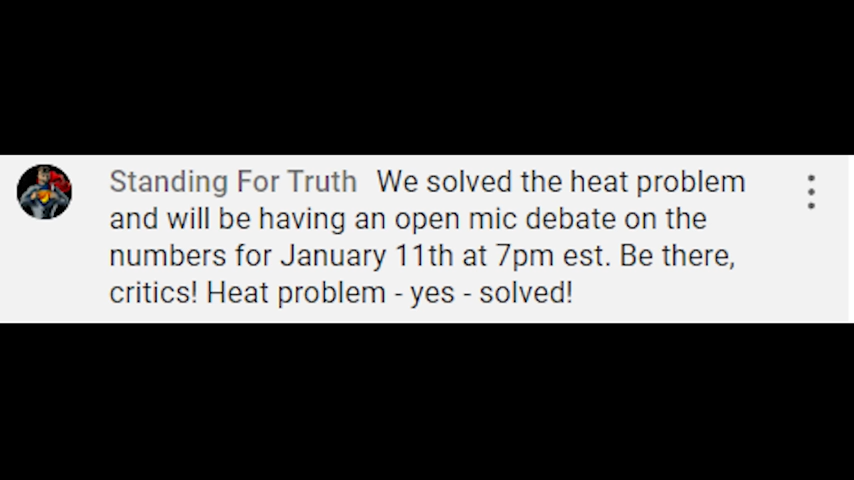 Standing For Truth We solved the heat problem
and will be having an open mic debate on the
numbers for January 11th at 7pm est. Be there,
critics! Heat problem - yes - solved!